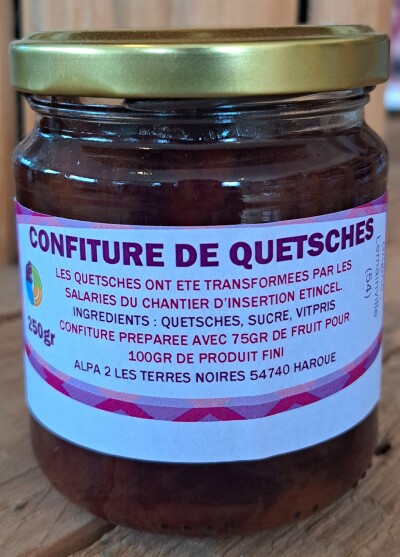 CONFITURE DE QUETSCHES
LES QUETSCHES ONT ETE TRANSFORMEES PAR LES
SALARIES DU CHANTIER D'INSERTION ETINCEL.
INGREDIENTS : QUETSCHES, SUCRE, VITPRIS
CONFITURE PREPAREE AVEC 75GR DE FRUIT POUR
100GR DE PRODUIT FINI
ALPA 2 LES TERRES NOIRES 54740 HAROUE
250gr
(54)